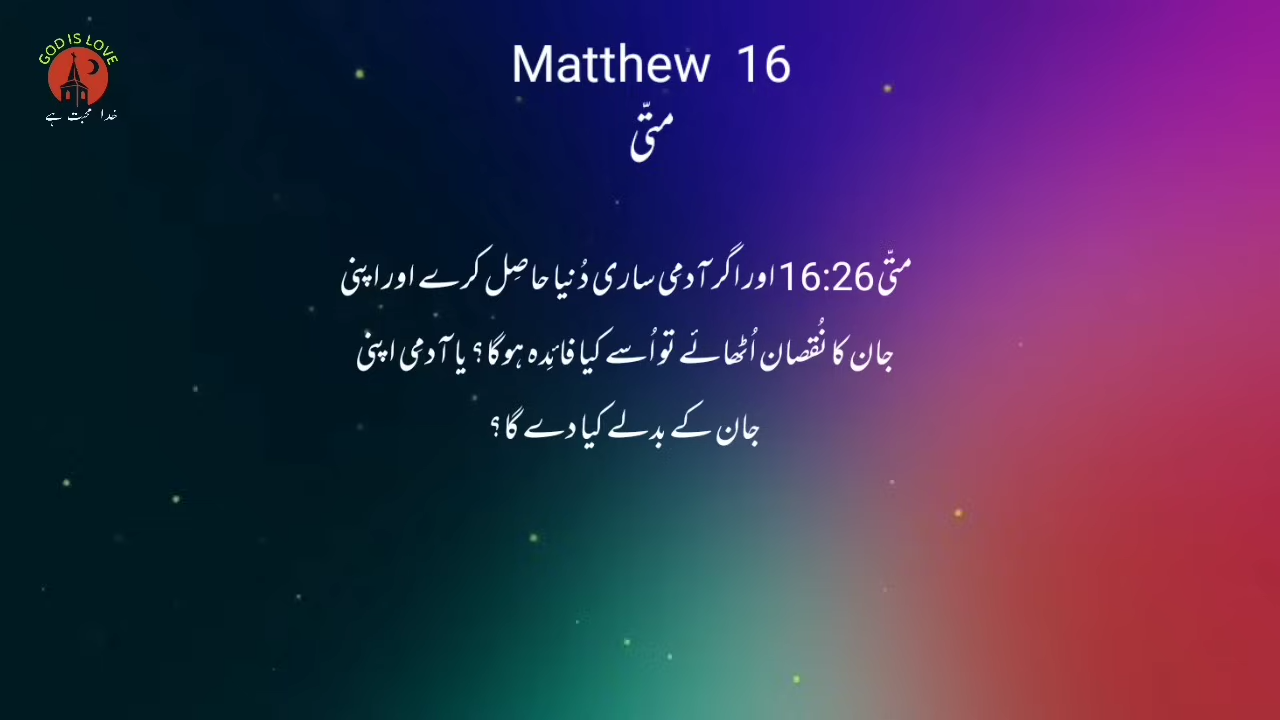 GOD IS LOVE
خدا محبت ہے
Matthew 16
متّی
متّی 16:26 اور اگر آدمی ساری دُنیا حاصِل کرے اور اپنی
جان کا نُقصان اُٹھائے تو اُسے کیا فائِدہ ہوگا؟ یا آدمی اپنی
جان کے بدلے کیا دے گا؟